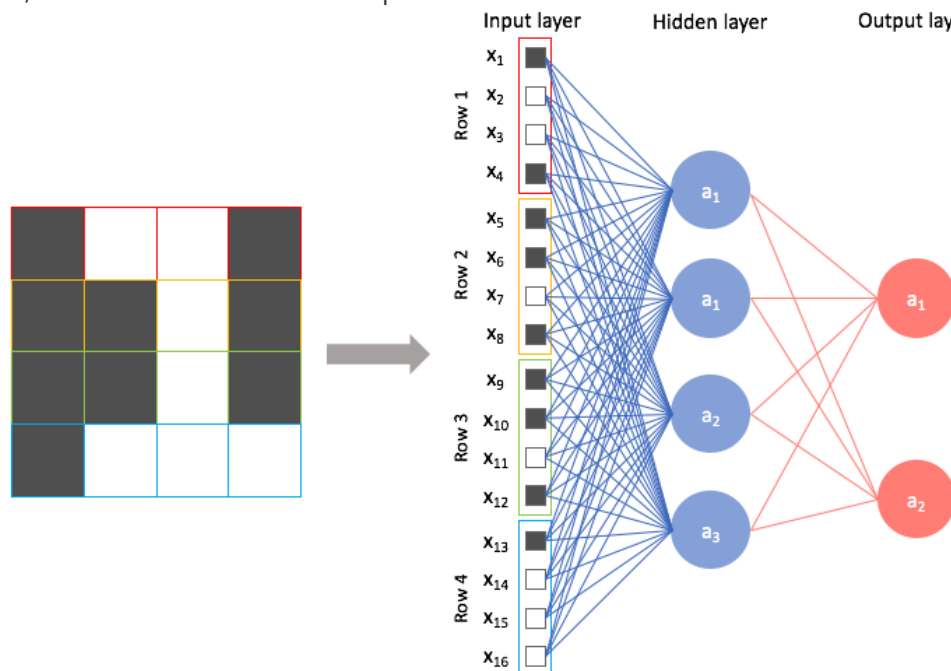 Input layer
Hidden layer
Output lay
Row 1
x1
x2
x3
x4
Row 2
x5
x6
x7
x8
Row 3
x9
x10
x11
x12
Row 4
x13
x14
x15
x16
a1
a1
a2
a3
a1
a2